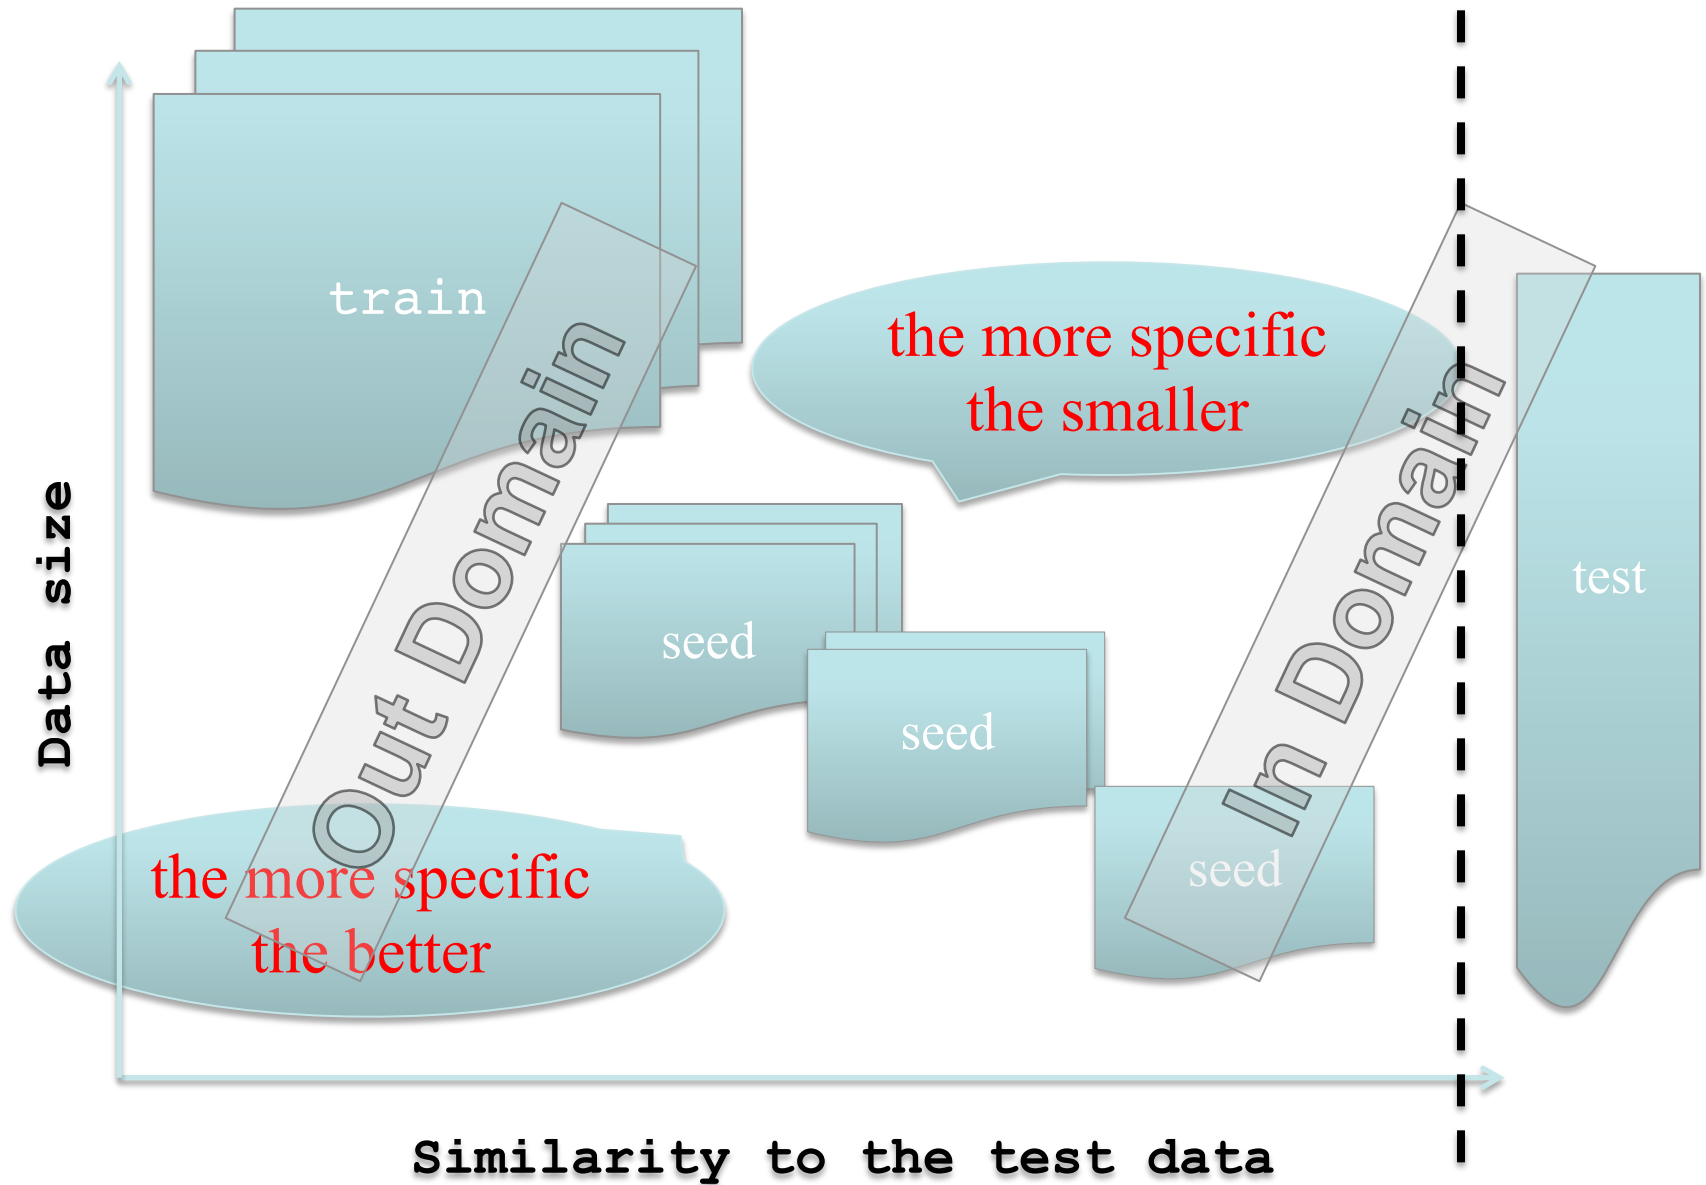 train
Out Domain
the more specific
the smaller
In Domain
test
seed
seed
seed
the more specific
the better
Data size
Similarity to the test data